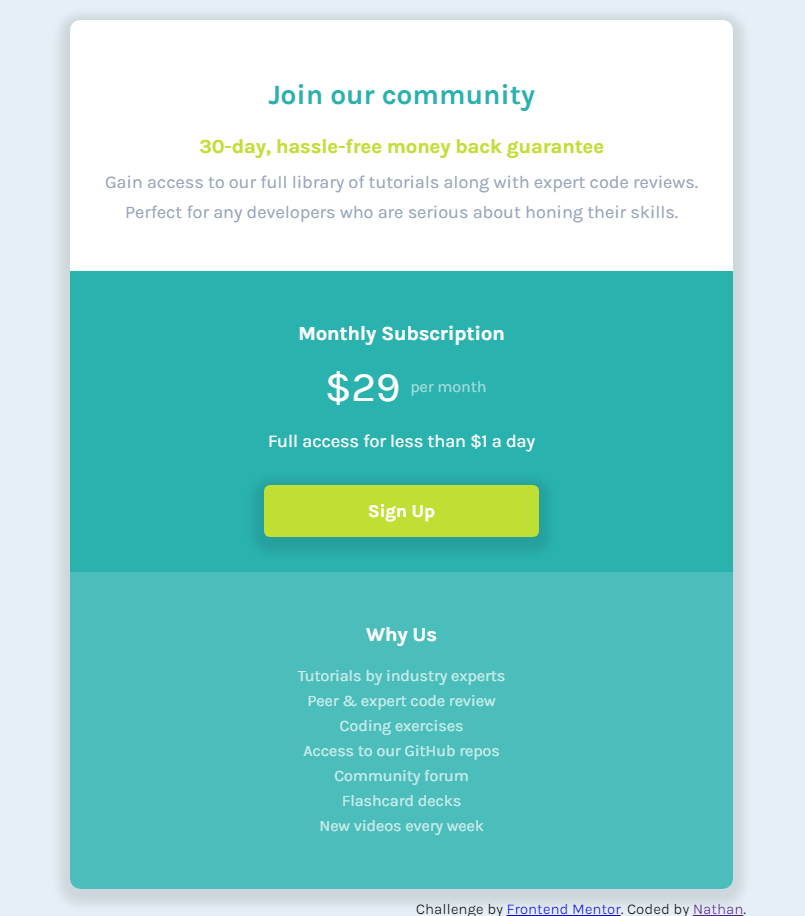 Join our community
30-day, hassle-free money back guarantee
Gain access to our full library of tutorials along with expert code reviews.
Perfect for any developers who are serious about honing their skills.
Monthly Subscription
$29 per month
Full access for less than $1 a day
Sign Up
Why Us
Tutorials by industry experts
Peer & expert code review
Coding exercises
Access to our GitHub repos
Community forum
Flashcard decks
New videos every week
Challenge by Frontend Mentor. Coded by Nathan.